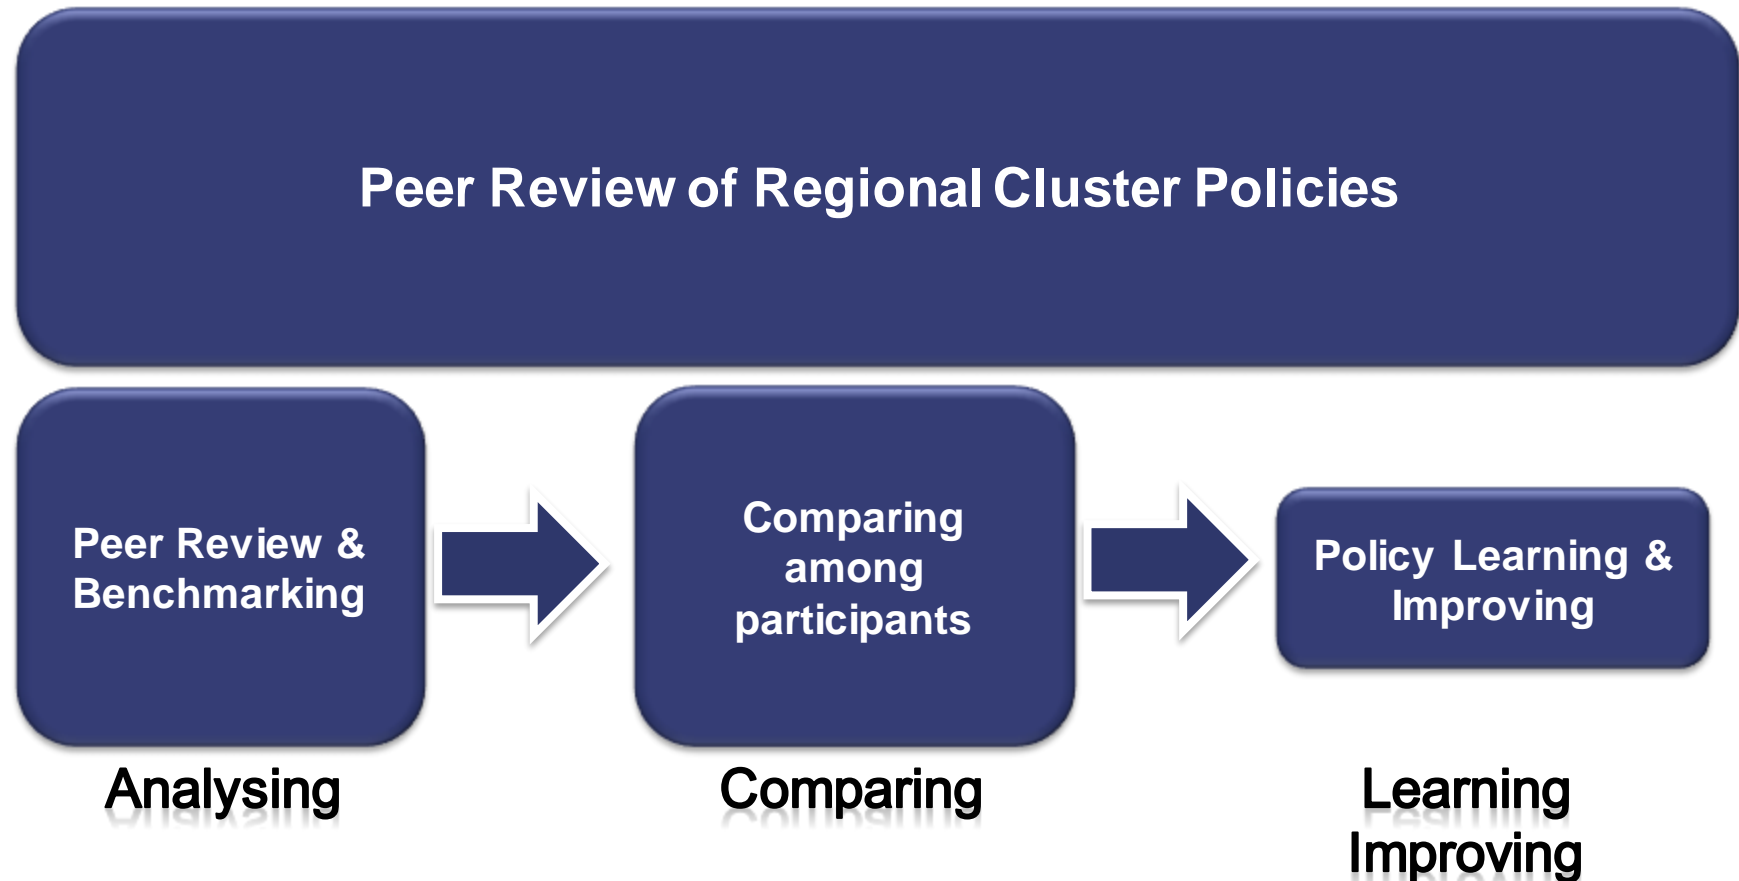 Peer Review of Regional Cluster Policies
Peer Review &
Benchmarking
Comparing
among
participants
Policy Learning &
Improving
Analysing
Comparing
Learning
Improving